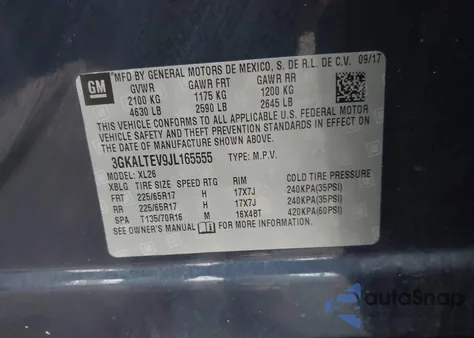 GM
MFD BY GENERAL MOTORS DE MEXICO, S. DE R.L. DE C.V. 09/17
GVWR GAWR FRT GAWR RR
2100 KG 1175 KG 1200 KG
4630 LB 2590 LB 2645 LB
THIS VEHICLE CONFORMS TO ALL APPLICABLE U.S. FEDERAL MOTOR
VEHICLE SAFETY, BUMPER, AND THEFT PREVENTION STANDARDS IN
EFFECT ON THE DATE OF MANUFACTURE SHOWN ABOVE.
3GKALTEV9JL165555 TYPE: M.P.V.
MODEL: XL26
XBLG TIRE SIZE SPEED RTG RIM COLD TIRE PRESSURE
FRT 225/65R17 H 17X7J 240KPA(35PSI)
RR 225/65R17 H 17X7J 240KPA(35PSI)
SPA T135/70R16 M 16X4BT 420KPA(60PSI)
SEE OWNER'S MANUAL FOR MORE INFORMATION.
autoSnap